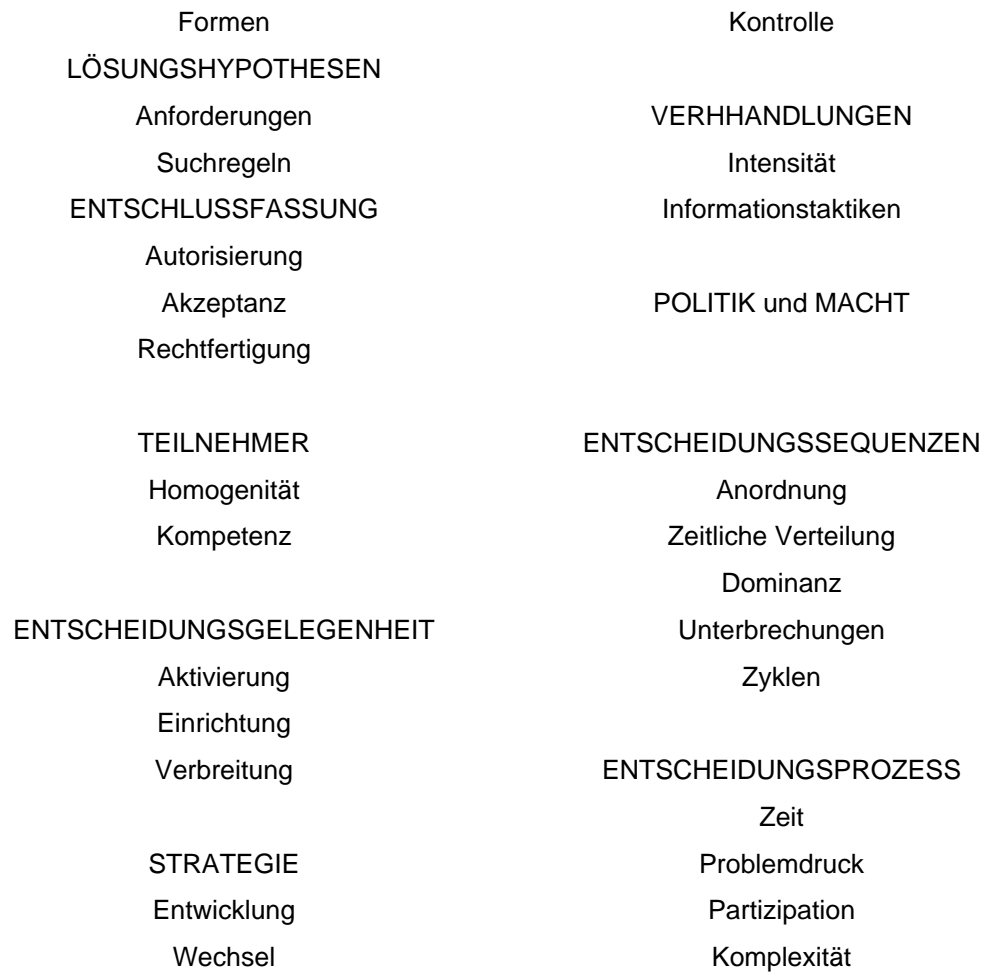 Formen
LÖSUNGSHYPOTHESEN
Anforderungen
Suchregeln
ENTSCHLUSSFASSUNG
Autorisierung
Akzeptanz
Rechtfertigung
TEILNEHMER
Homogenität
Kompetenz
ENTSCHEIDUNGSGELEGENHEIT
Aktivierung
Einrichtung
Verbreitung
STRATEGIE
Entwicklung
Wechsel
Kontrolle
VERHHANDLUNGEN
Intensität
Informationstaktiken
POLITIK und MACHT
ENTSCHEIDUNGSSEQUENZEN
Anordnung
Zeitliche Verteilung
Dominanz
Unterbrechungen
Zyklen
ENTSCHEIDUNGSPROZESS
Zeit
Problemdruck
Partizipation
Komplexität